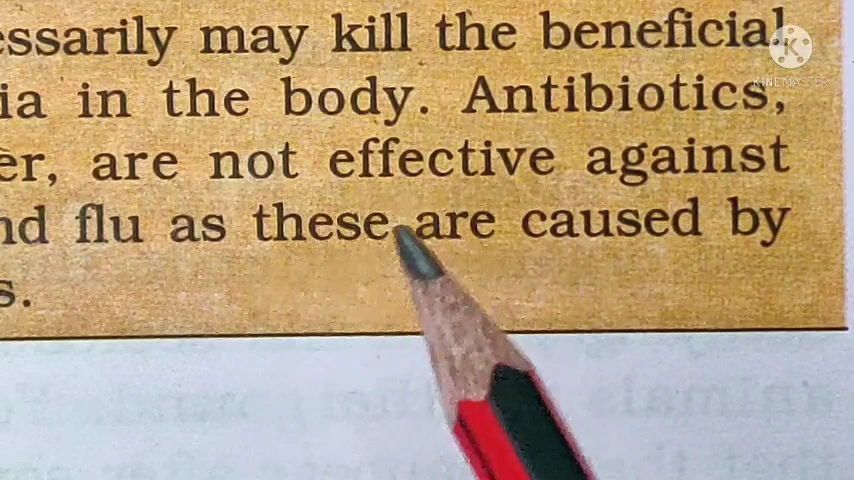 essarily may kill the beneficial
ia in the body. Antibiotics,
er, are not effective against
nd flu as these are caused by
s.
K
KINEMASTER